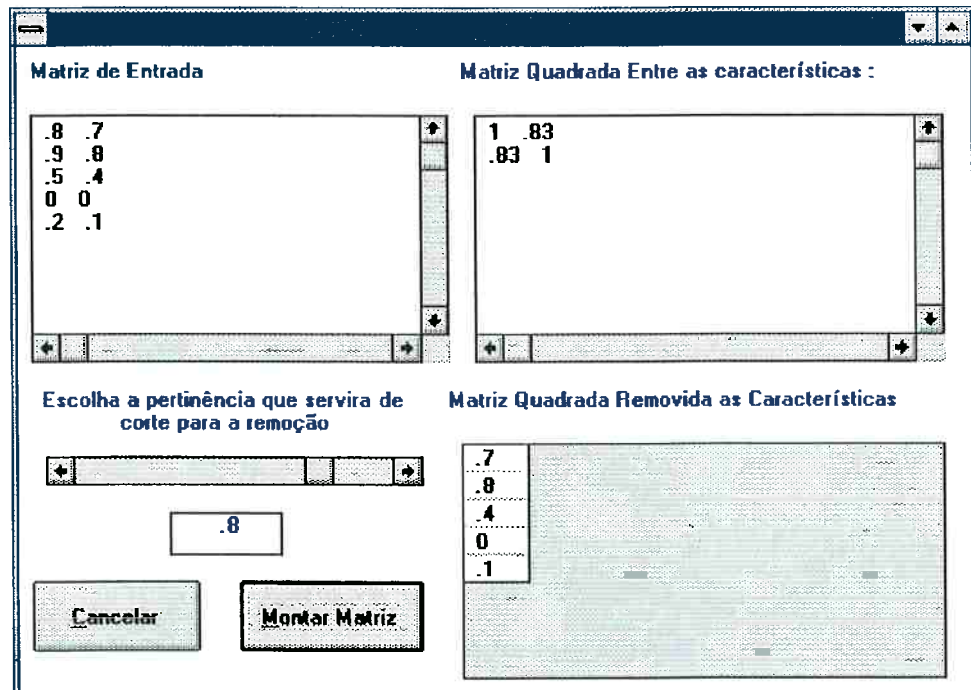 Matriz de Entrada
.8 .7
.9 .8
.5 .4
0 0
.2 .1
Matriz Quadrada Entre as características :
1 .83
.83 1
Escolha a pertinência que servira de
corte para a remoção
.8
Cancelar
Montar Matriz
Matriz Quadrada Removida as Características
.7
.8
.4
0
.1